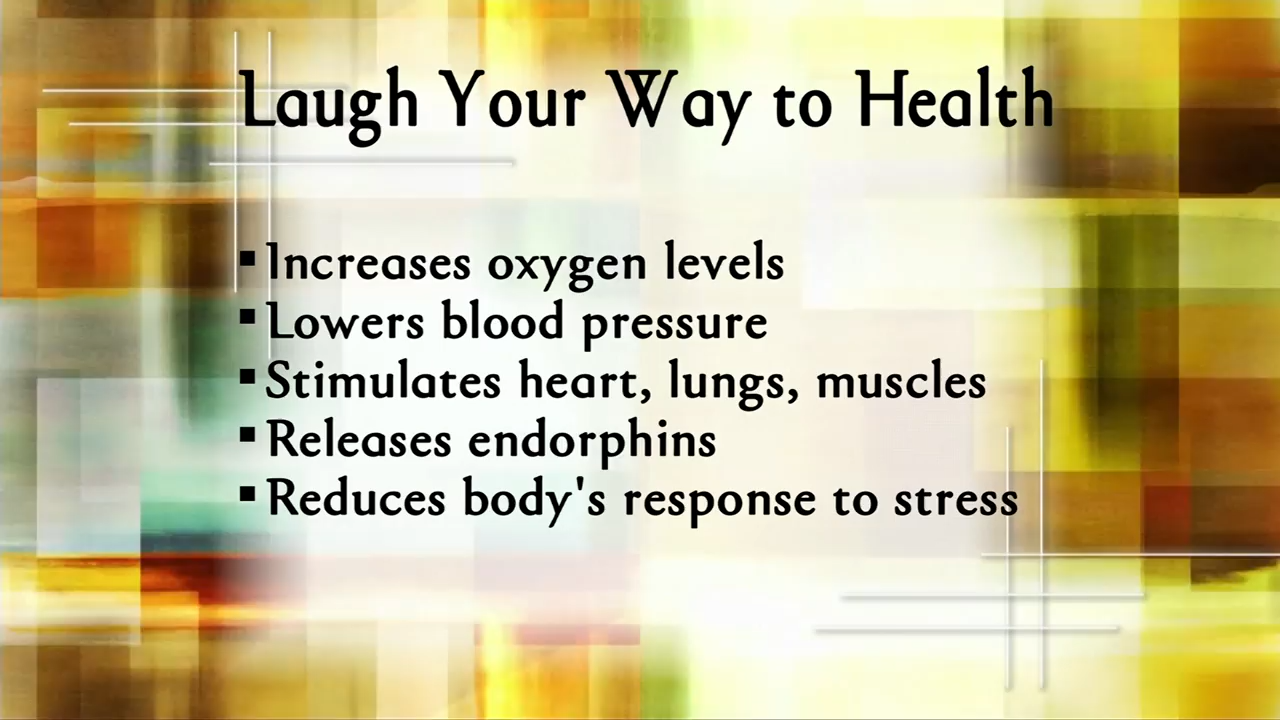 Laugh Your Way to Health
▪Increases oxygen levels
▪Lowers blood pressure
▪Stimulates heart, lungs, muscles
▪Releases endorphins
▪Reduces body's response to stress